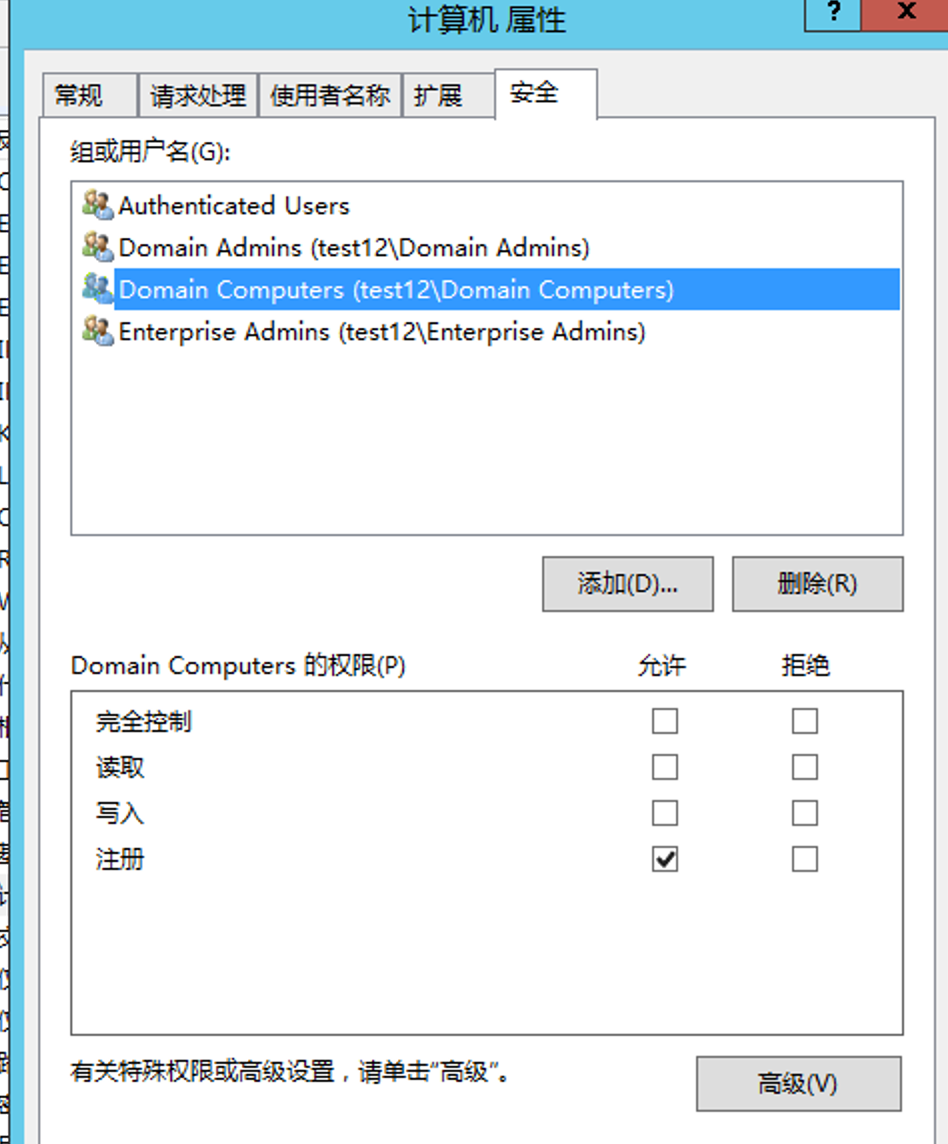 计算机 属性
? x
常规 请求处理 使用者名称 扩展 安全
组或用户名(G):
Authenticated Users
Domain Admins (test12\Domain Admins)
Domain Computers (test12\Domain Computers)
Enterprise Admins (test12\Enterprise Admins)
添加(D)... 删除(R)
Domain Computers 的权限(P) 允许 拒绝
完全控制
读取
写入
注册
有关特殊权限或高级设置，请单击“高级”。
高级(V)